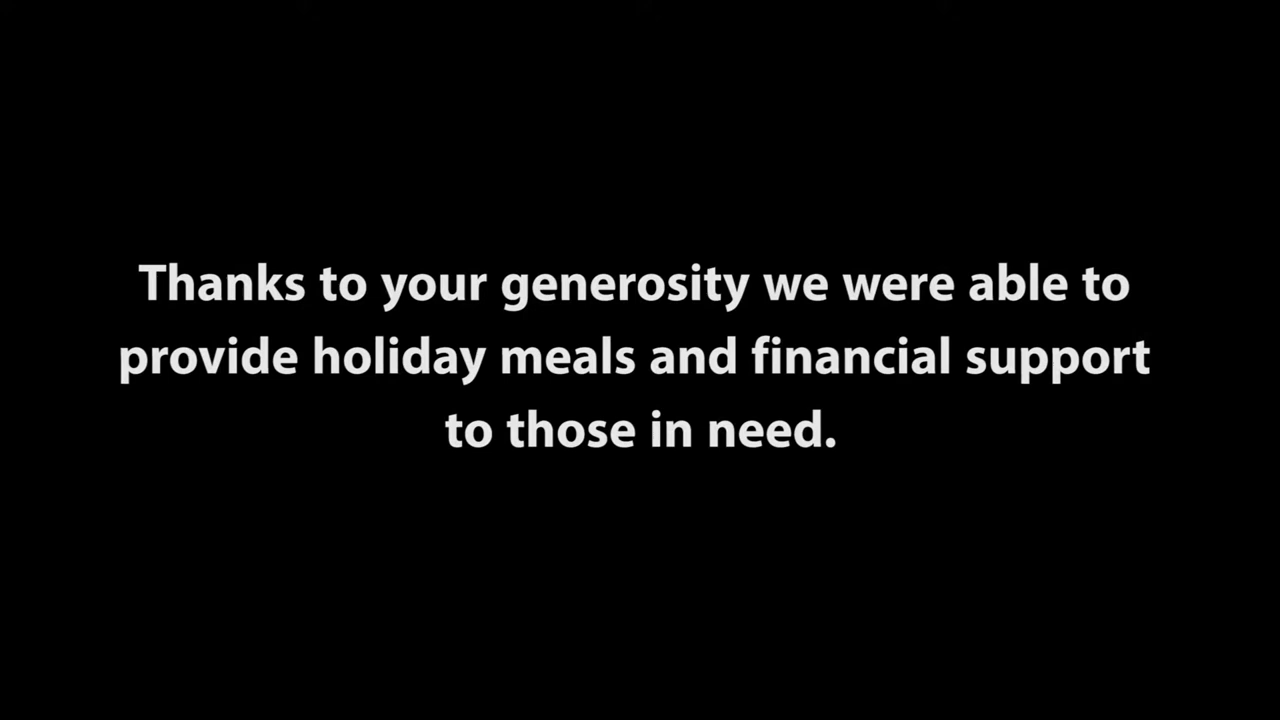 Thanks to your generosity we were able to
provide holiday meals and financial support
to those in need.